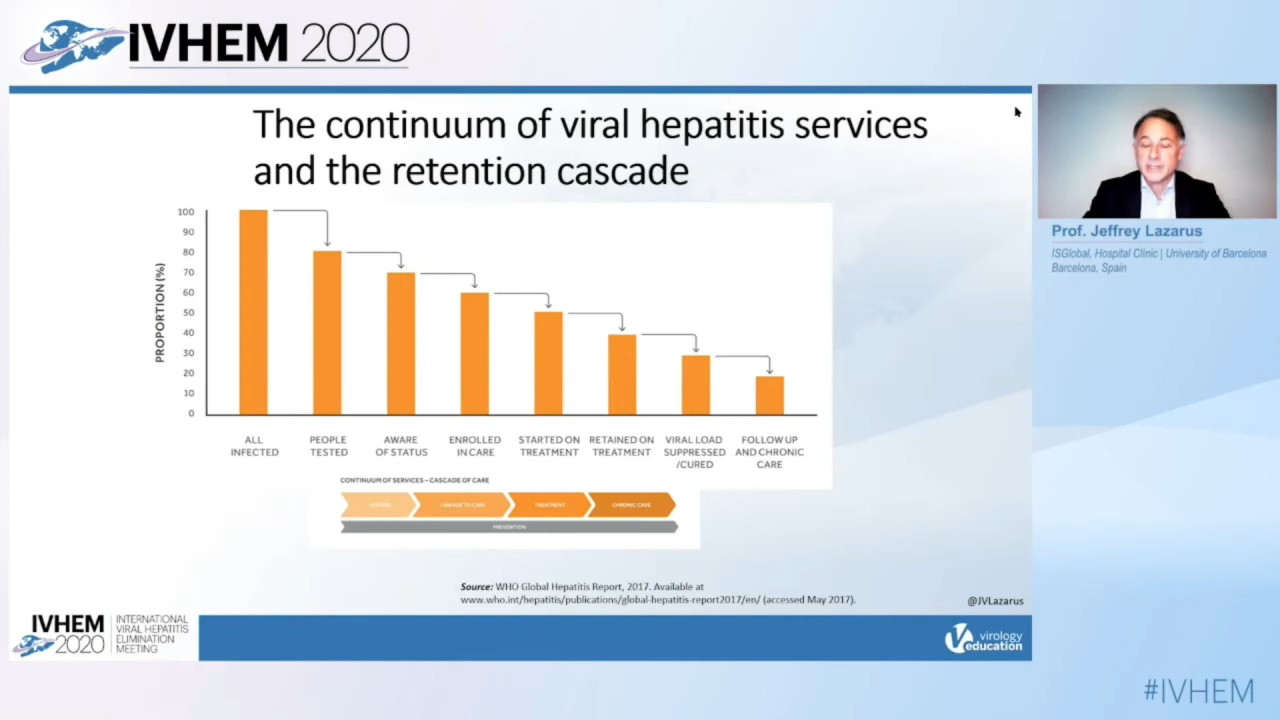 IVHEM 2020
The continuum of viral hepatitis services
and the retention cascade
PROPORTION (%)
100
90
80
70
60
50
40
30
20
10
0
ALL
INFECTED
PEOPLE
TESTED
AWARE
OF STATUS
ENROLLED
IN CARE
STARTED ON
TREATMENT
RETAINED ON
TREATMENT
VIRAL LOAD
SUPPRESSED
/CURED
FOLLOW UP
AND CHRONIC
CARE
CONTINUUM OF SERVICES – CASCADE OF CARE
TESTING
LINKAGE TO CARE
TREATMENT
CHRONIC CARE
PREVENTION
Source: WHO Global Hepatitis Report, 2017. Available at
www.who.int/hepatitis/publications/global-hepatitis-report2017/en/ (accessed May 2017).
@JVLazarus
IVHEM
2020
INTERNATIONAL
VIRAL HEPATITIS
ELIMINATION
MEETING
virology
education
Prof. Jeffrey Lazarus
ISGlobal, Hospital Clinic | University of Barcelona
Barcelona, Spain
#IVHEM